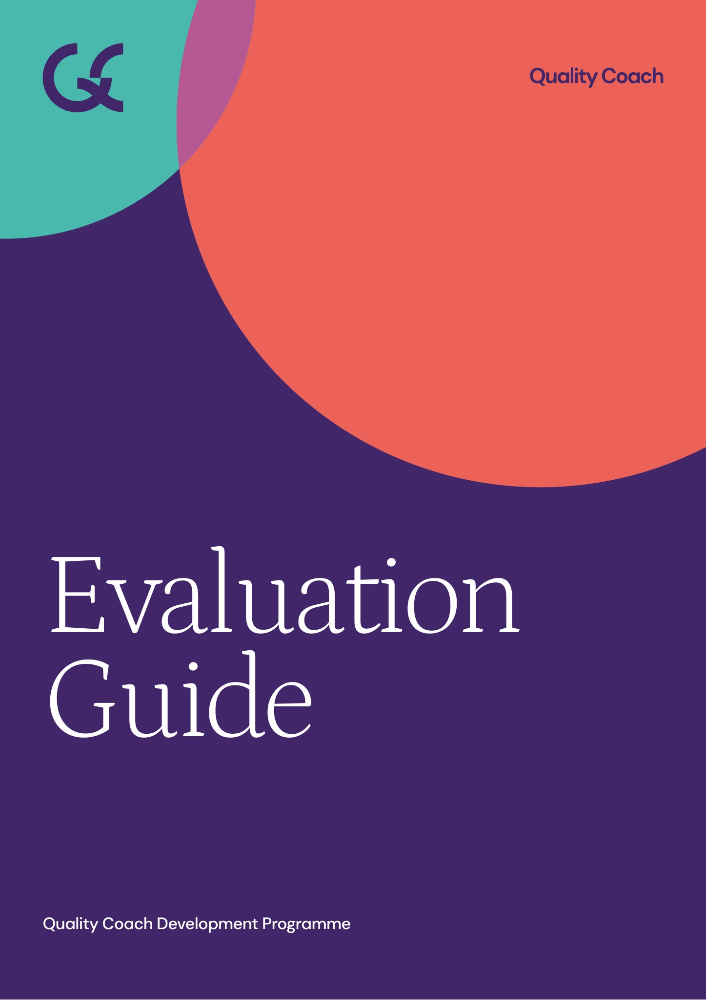 Quality Coach
Evaluation
Guide
Quality Coach Development Programme